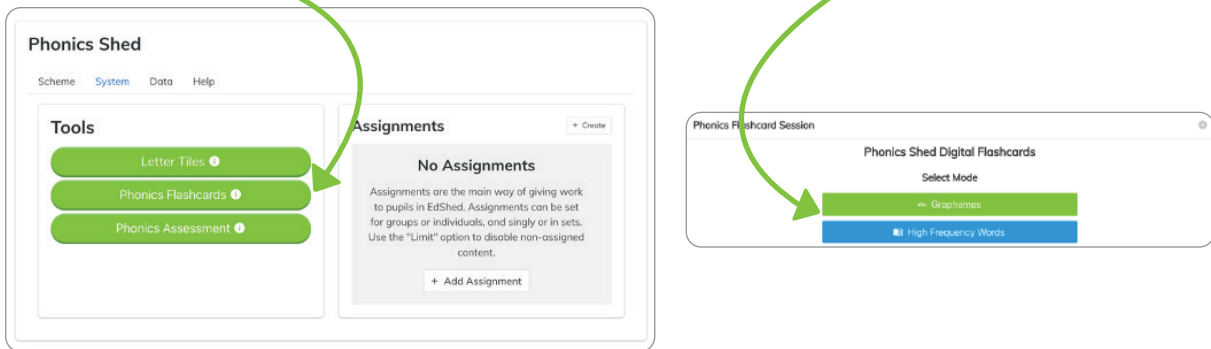 Phonics Shed
Scheme System Data Help
Tools
Letter Tiles
Phonics Flashcards
Phonics Assessment
Assignments
+ Create
No Assignments
Assignments are the main way of giving work
to pupils in EdShed. Assignments can be set
for groups or individuals, and singly or in sets.
Use the "Limit" option to disable non-assigned
content.
+ Add Assignment
Phonics Flashcard Session
Phonics Shed Digital Flashcards
Select Mode
Graphemes
High Frequency Words